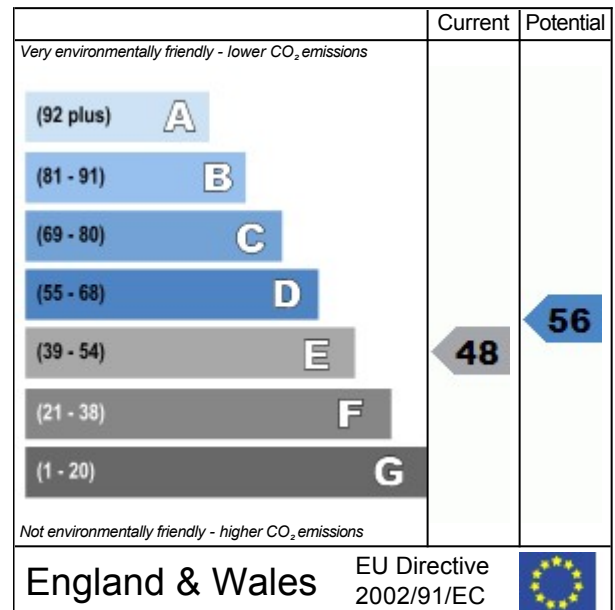 Current Potential
Very environmentally friendly - lower CO₂ emissions
(92 plus) A
(81 - 91) B
(69 - 80) C
(55 - 68) D
56
(39 - 54) E 48
(21 - 38) F
(1 - 20) G
Not environmentally friendly - higher CO₂ emissions
England & Wales
EU Directive
2002/91/EC